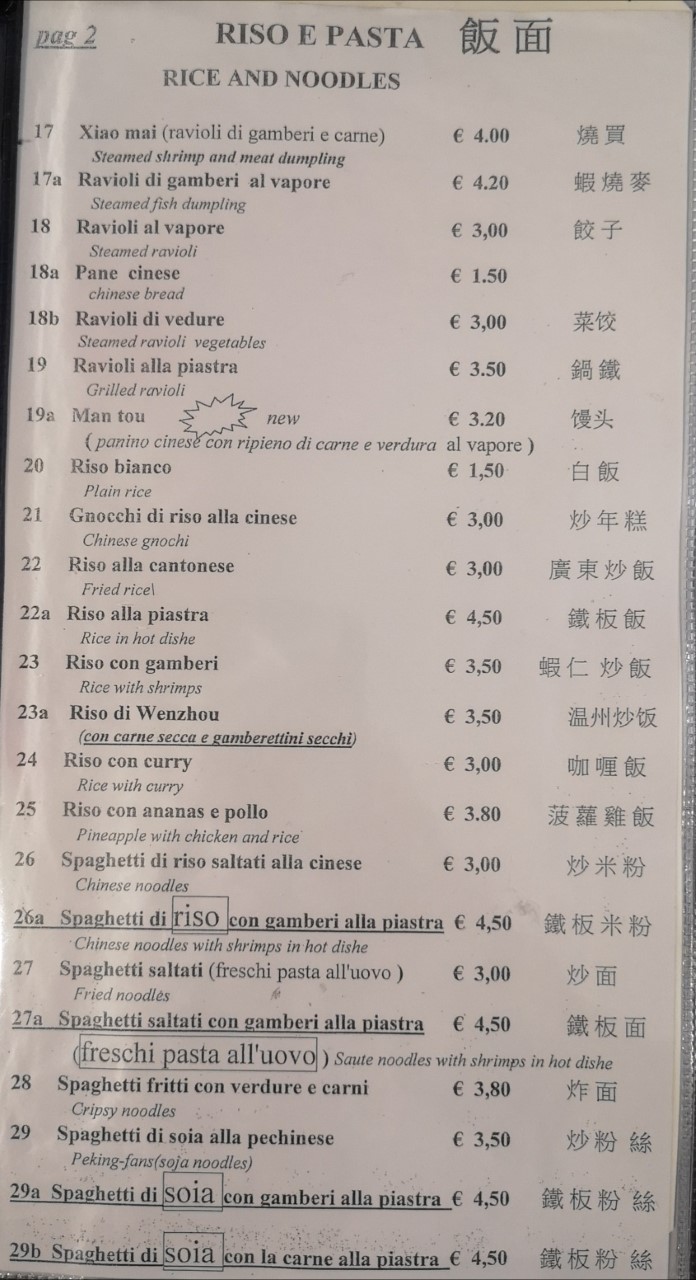 pag 2 RISO E PASTA 飯 面
RICE AND NOODLES
17 Xiao mai (ravioli di gamberi e carne) € 4.00 燒 買
Steamed shrimp and meat dumpling
17a Ravioli di gamberi al vapore € 4.20 蝦 燒 麥
Steamed fish dumpling
18 Ravioli al vapore € 3,00 餃 子
Steamed ravioli
18a Pane cinese € 1.50
chinese bread
18b Ravioli di vedure € 3,00 菜饺
Steamed ravioli vegetables
19 Ravioli alla piastra € 3.50 鍋 鐵
Grilled ravioli
19a Man tou new € 3.20 馒头
( panino cinese con ripieno di carne e verdura al vapore )
20 Riso bianco € 1,50 白 飯
Plain rice
21 Gnocchi di riso alla cinese € 3,00 炒 年 糕
Chinese gnochi
22 Riso alla cantonese € 3,00 廣 東 炒 飯
Fried rice\
22a Riso alla piastra € 4,50 鐵 板 飯
Rice in hot dishe
23 Riso con gamberi € 3,50 蝦 仁 炒 飯
Rice with shrimps
23a Riso di Wenzhou € 3,50 温州炒饭
(con carne secca e gamberettini secchi)
24 Riso con curry € 3,00 咖 喱 飯
Rice with curry
25 Riso con ananas e pollo € 3.80 菠 蘿 雞 飯
Pineapple with chicken and rice
26 Spaghetti di riso saltati alla cinese € 3,00 炒 米 粉
Chinese noodles
26a Spaghetti di riso con gamberi alla piastra € 4,50 鐵 板 米 粉
Chinese noodles with shrimps in hot dishe
27 Spaghetti saltati (freschi pasta all'uovo ) € 3,00 炒 面
Fried noodles
27a Spaghetti saltati con gamberi alla piastra € 4,50 鐵 板 面
(freschi pasta all'uovo ) Saute noodles with shrimps in hot dishe
28 Spaghetti fritti con verdure e carni € 3,80 炸 面
Cripsy noodles
29 Spaghetti di soia alla pechinese € 3,50 炒 粉 絲
Peking-fans(soja noodles)
29a Spaghetti di soia con gamberi alla piastra € 4,50 鐵 板 粉 絲
29b Spaghetti di soia con la carne alla piastra € 4,50 鐵 板 粉 絲